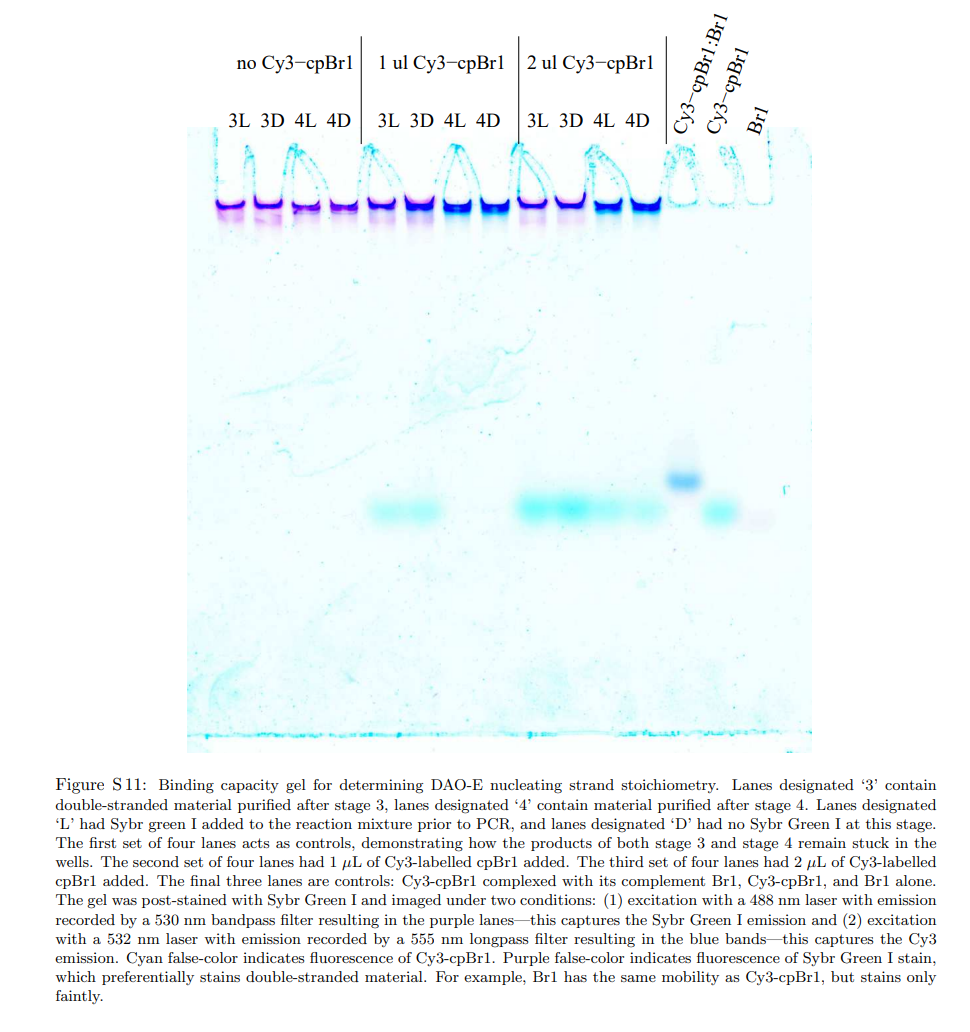 no Cy3−cpBr1 1 ul Cy3−cpBr1 2 ul Cy3−cpBr1 Cy3−cpBr1:Br1 Cy3−cpBr1 Br1
3L 3D 4L 4D 3L 3D 4L 4D 3L 3D 4L 4D
Figure S11: Binding capacity gel for determining DAO-E nucleating strand stoichiometry. Lanes designated ‘3’ contain
double-stranded material purified after stage 3, lanes designated ‘4’ contain material purified after stage 4. Lanes designated
‘L’ had Sybr green I added to the reaction mixture prior to PCR, and lanes designated ‘D’ had no Sybr Green I at this stage.
The first set of four lanes acts as controls, demonstrating how the products of both stage 3 and stage 4 remain stuck in the
wells. The second set of four lanes had 1 μL of Cy3-labelled cpBr1 added. The third set of four lanes had 2 μL of Cy3-labelled
cpBr1 added. The final three lanes are controls: Cy3-cpBr1 complexed with its complement Br1, Cy3-cpBr1, and Br1 alone.
The gel was post-stained with Sybr Green I and imaged under two conditions: (1) excitation with a 488 nm laser with emission
recorded by a 530 nm bandpass filter resulting in the purple lanes—this captures the Sybr Green I emission and (2) excitation
with a 532 nm laser with emission recorded by a 555 nm longpass filter resulting in the blue bands—this captures the Cy3
emission. Cyan false-color indicates fluorescence of Cy3-cpBr1. Purple false-color indicates fluorescence of Sybr Green I stain,
which preferentially stains double-stranded material. For example, Br1 has the same mobility as Cy3-cpBr1, but stains only
faintly.